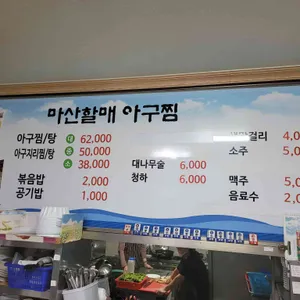 마산할매 아구찜
아구찜/탕 대 62,000
아구지리찜/탕 중 50,000
소 38,000
볶음밥 2,000
공기밥 1,000
대나무술 6,000
청하 6,000
걸리 4,0
소주 5,0
맥주 5,0
음료수 2,0